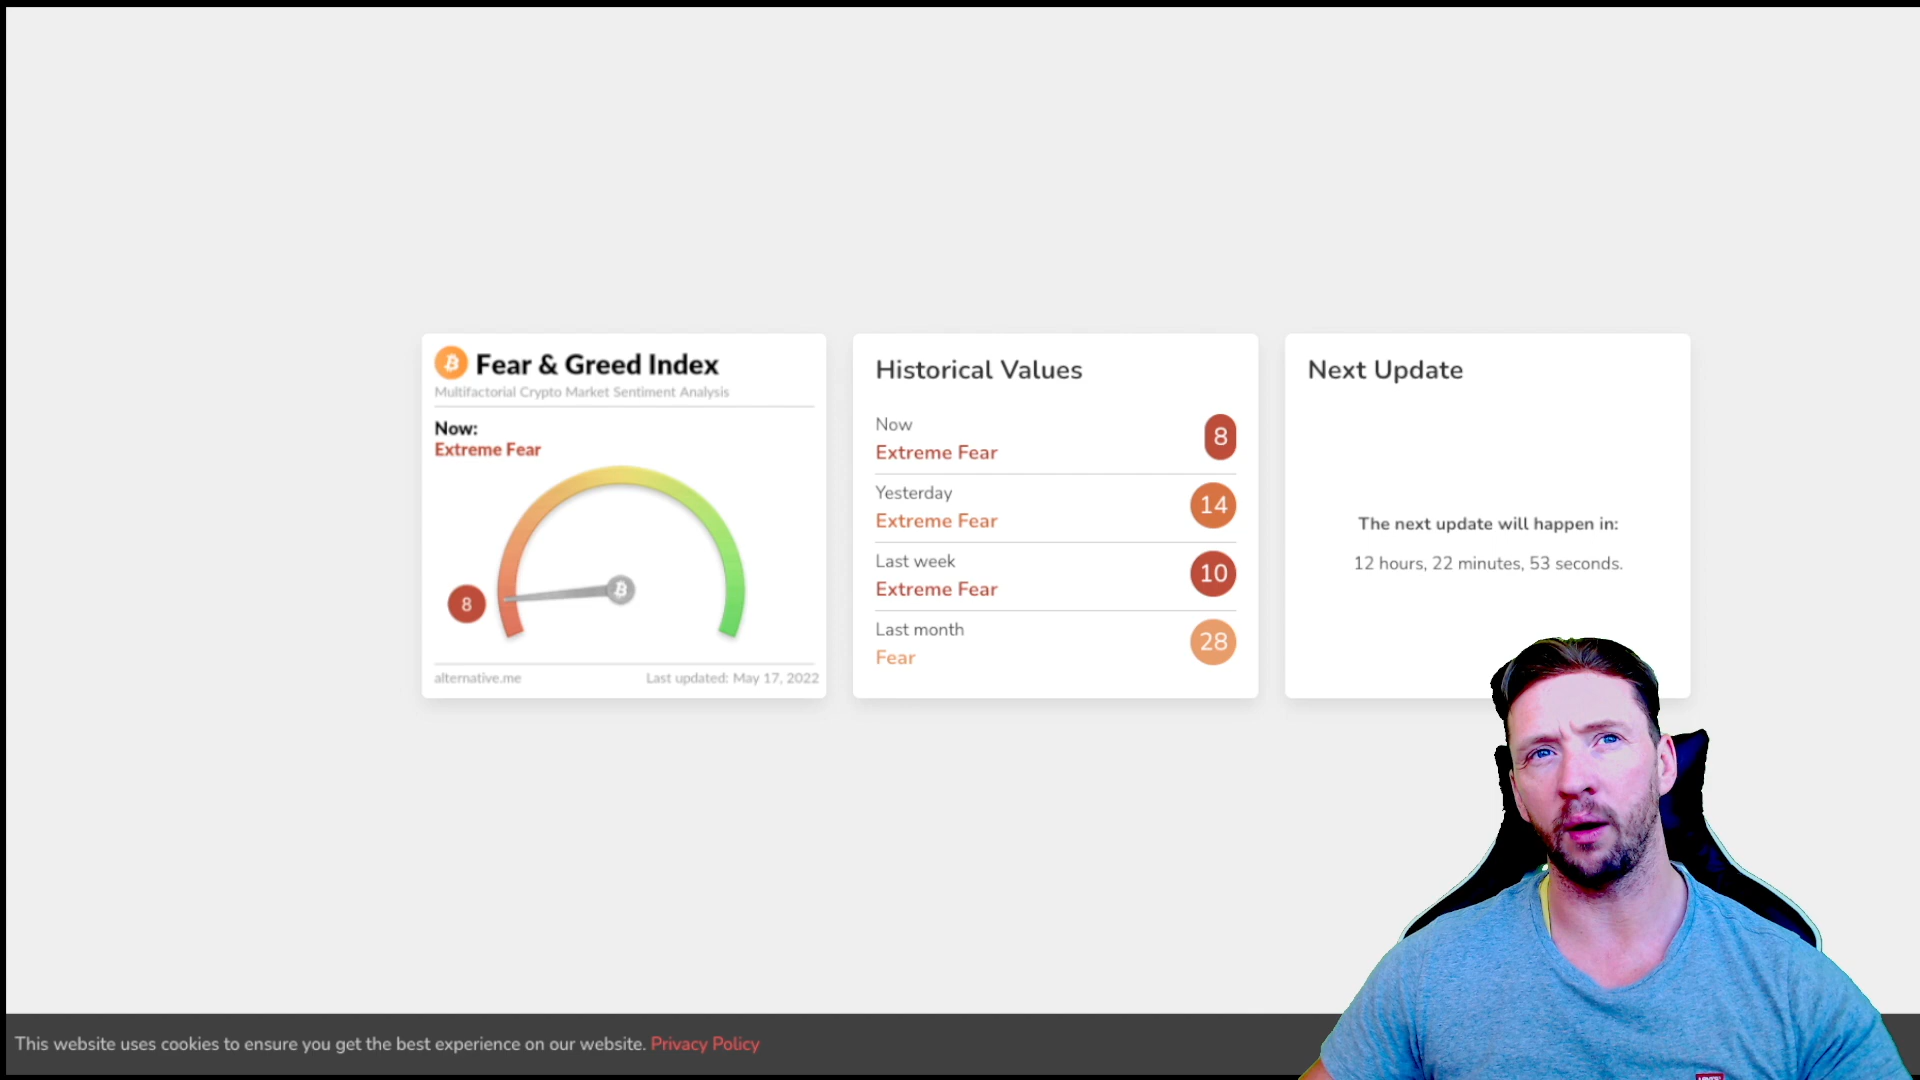 Fear & Greed Index
Multifactorial Crypto Market Sentiment Analysis
Now:
Extreme Fear
8
alternative.me
Last updated: May 17, 2022
Historical Values
Now
Extreme Fear
8
Yesterday
Extreme Fear
14
Last week
Extreme Fear
10
Last month
Fear
28
Next Update
The next update will happen in:
12 hours, 22 minutes, 53 seconds.
This website uses cookies to ensure you get the best experience on our website. Privacy Policy